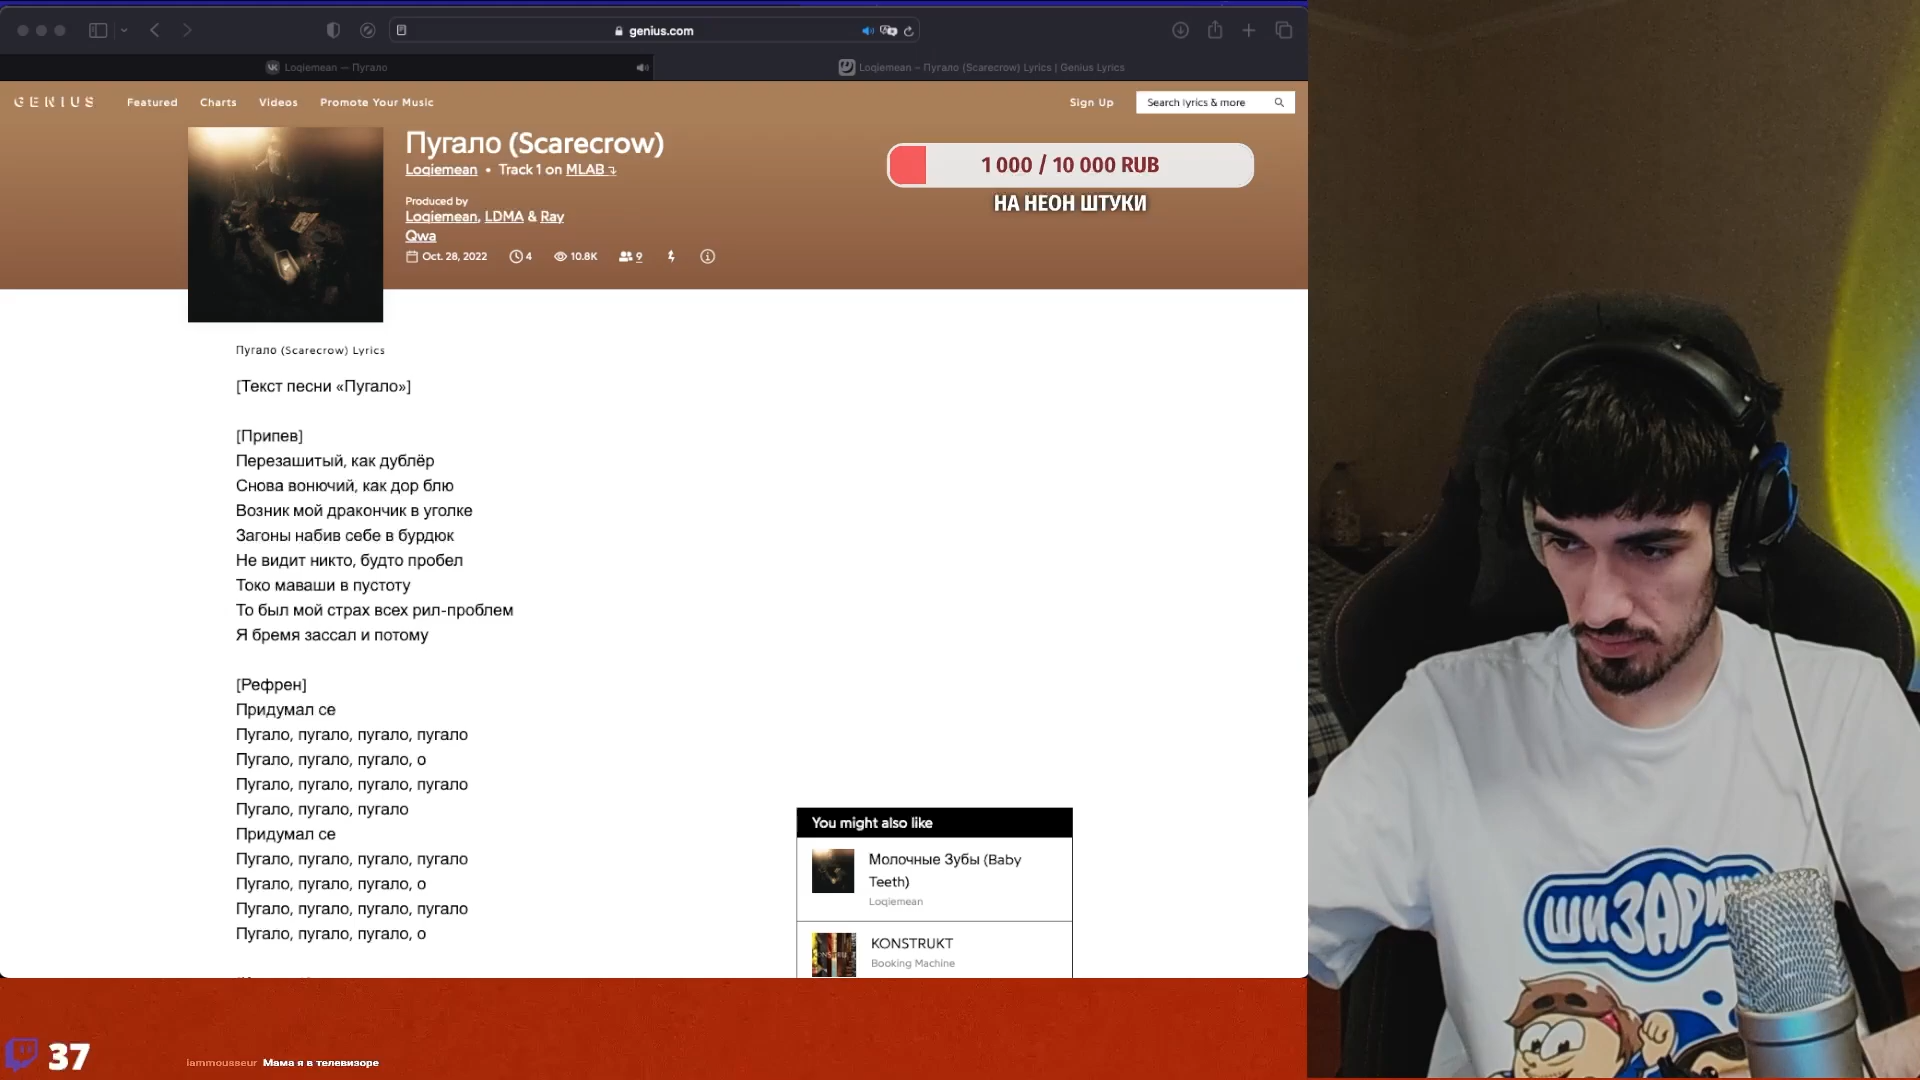 genius.com
Loqiemean — Пугало
Loqiemean – Пугало (Scarecrow) Lyrics | Genius Lyrics
GENIUS
Featured
Charts
Videos
Promote Your Music
Sign Up
Search lyrics & more
Пугало (Scarecrow)
Loqiemean • Track 1 on MLAB
Produced by
Loqiemean, LDMA & Ray
Qwa
Oct. 28, 2022
4
10.8K
9
1 000 / 10 000 RUB
НА НЕОН ШТУКИ
Пугало (Scarecrow) Lyrics
[Текст песни «Пугало»]
[Припев]
Перезашитый, как дублёр
Снова вонючий, как дор блю
Возник мой дракончик в уголке
Загоны набив себе в бурдюк
Не видит никто, будто пробел
Токо маваши в пустоту
То был мой страх всех рил-проблем
Я бремя зассал и потому
[Рефрен]
Придумал се
Пугало, пугало, пугало, пугало
Пугало, пугало, пугало, о
Пугало, пугало, пугало, пугало
Пугало, пугало, пугало
Придумал се
Пугало, пугало, пугало, пугало
Пугало, пугало, пугало, о
Пугало, пугало, пугало, пугало
Пугало, пугало, пугало, о
You might also like
Молочные Зубы (Baby
Teeth)
Loqiemean
KONSTRUKT
Booking Machine
37
lammousseur Мама я в телевизоре